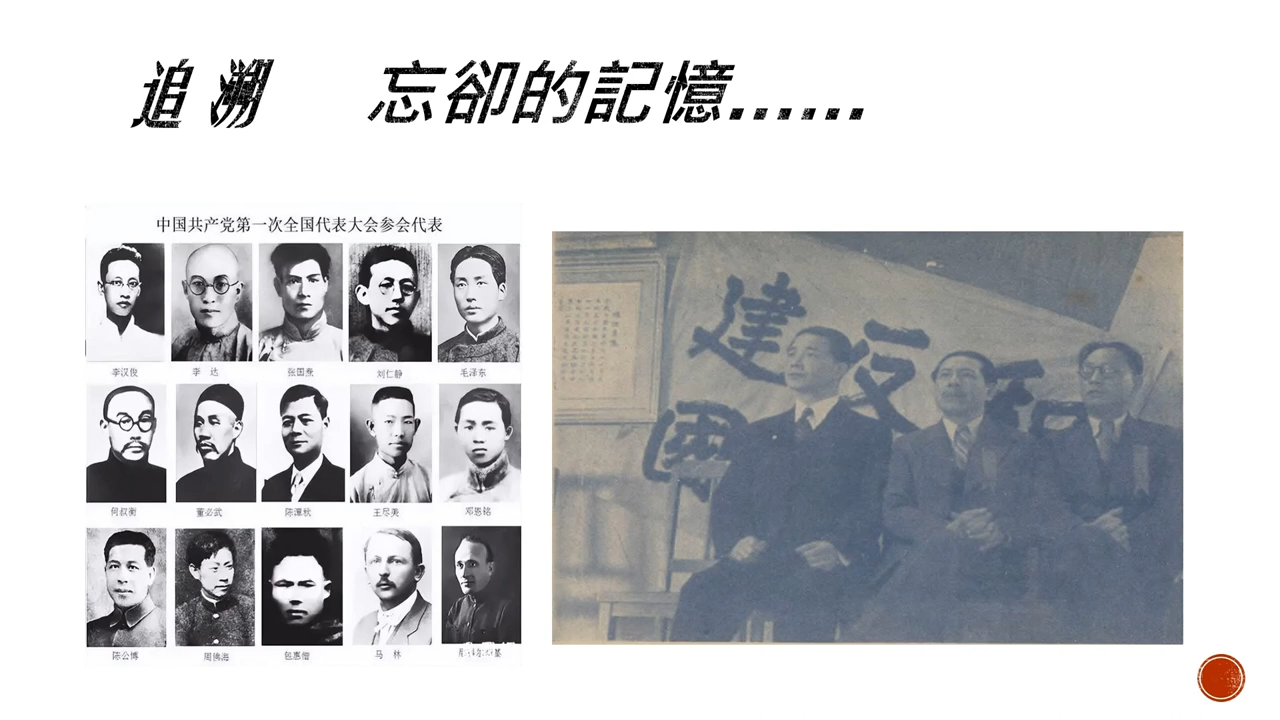 追溯 忘卻的記憶……
中国共产党第一次全国代表大会参会代表
李汉俊 李 达 张国焘 刘仁静 毛泽东
何叔衡 董必武 陈潭秋 王尽美 邓恩铭
陈公博 周佛海 包惠僧 马 林
建 反 和
國